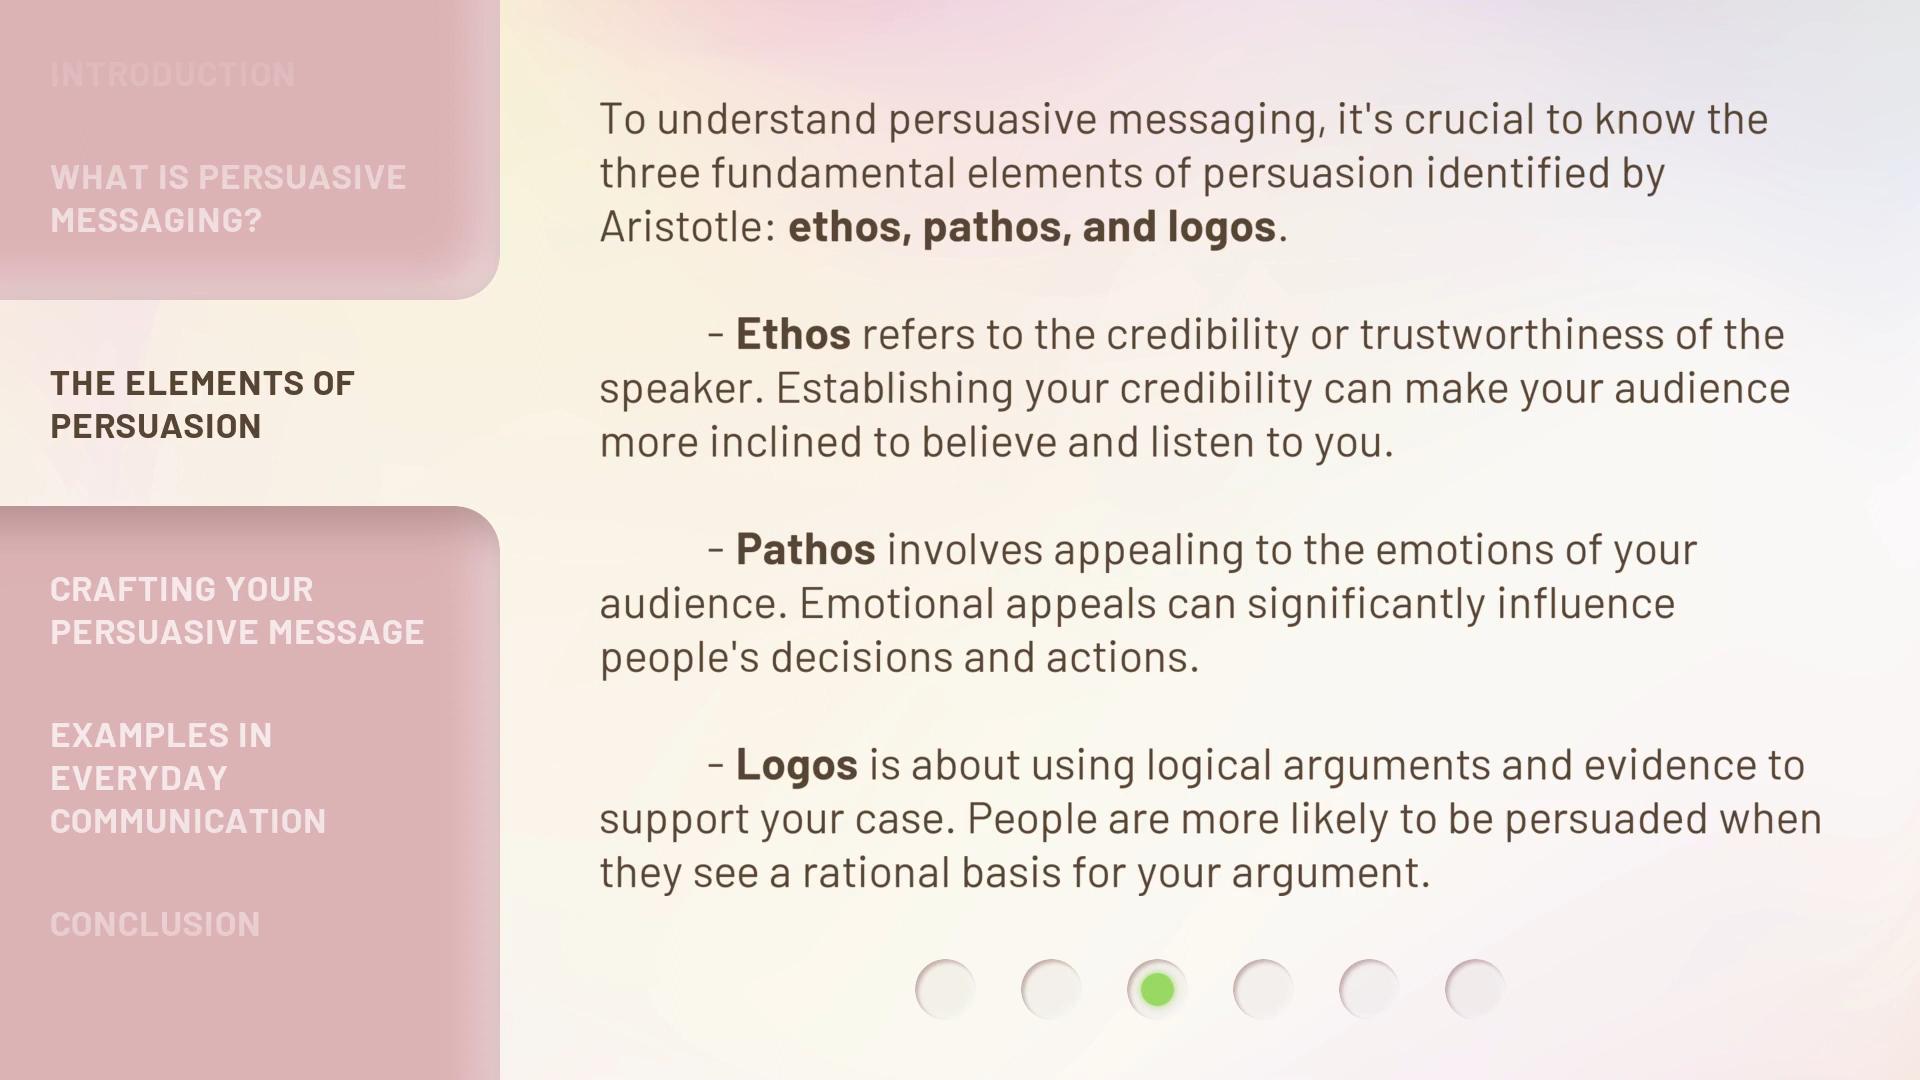 INTRODUCTION
WHAT IS PERSUASIVE
MESSAGING?
THE ELEMENTS OF
PERSUASION
CRAFTING YOUR
PERSUASIVE MESSAGE
EXAMPLES IN
EVERYDAY
COMMUNICATION
CONCLUSION
To understand persuasive messaging, it's crucial to know the
three fundamental elements of persuasion identified by
Aristotle: ethos, pathos, and logos.
- Ethos refers to the credibility or trustworthiness of the
speaker. Establishing your credibility can make your audience
more inclined to believe and listen to you.
- Pathos involves appealing to the emotions of your
audience. Emotional appeals can significantly influence
people's decisions and actions.
- Logos is about using logical arguments and evidence to
support your case. People are more likely to be persuaded when
they see a rational basis for your argument.